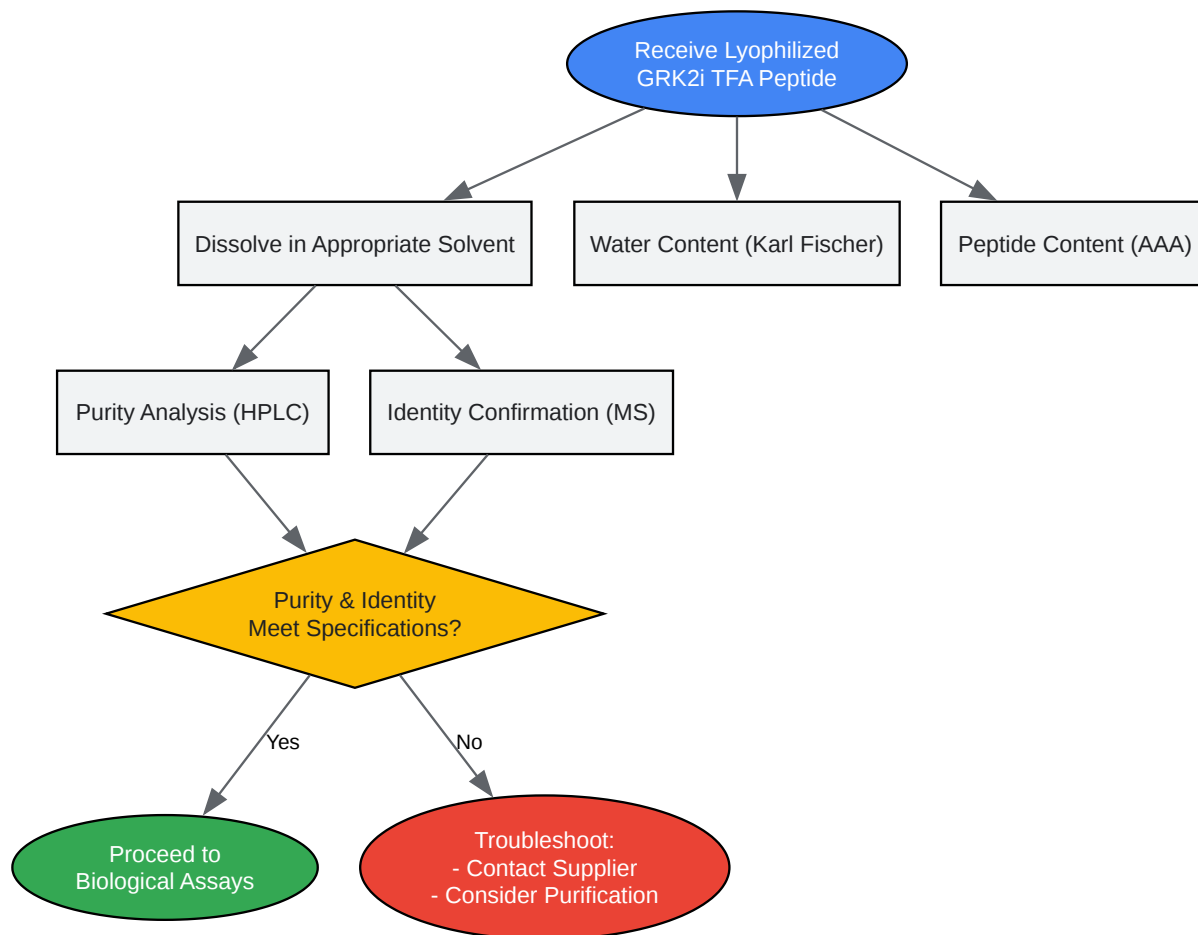 Receive Lyophilized
GRK2i TFA Peptide
Dissolve in Appropriate Solvent
Water Content (Karl Fischer)
Peptide Content (AAA)
Purity Analysis (HPLC)
Identity Confirmation (MS)
Purity & Identity
Meet Specifications?
Yes
No
Proceed to
Biological Assays
Troubleshoot:
- Contact Supplier
- Consider Purification